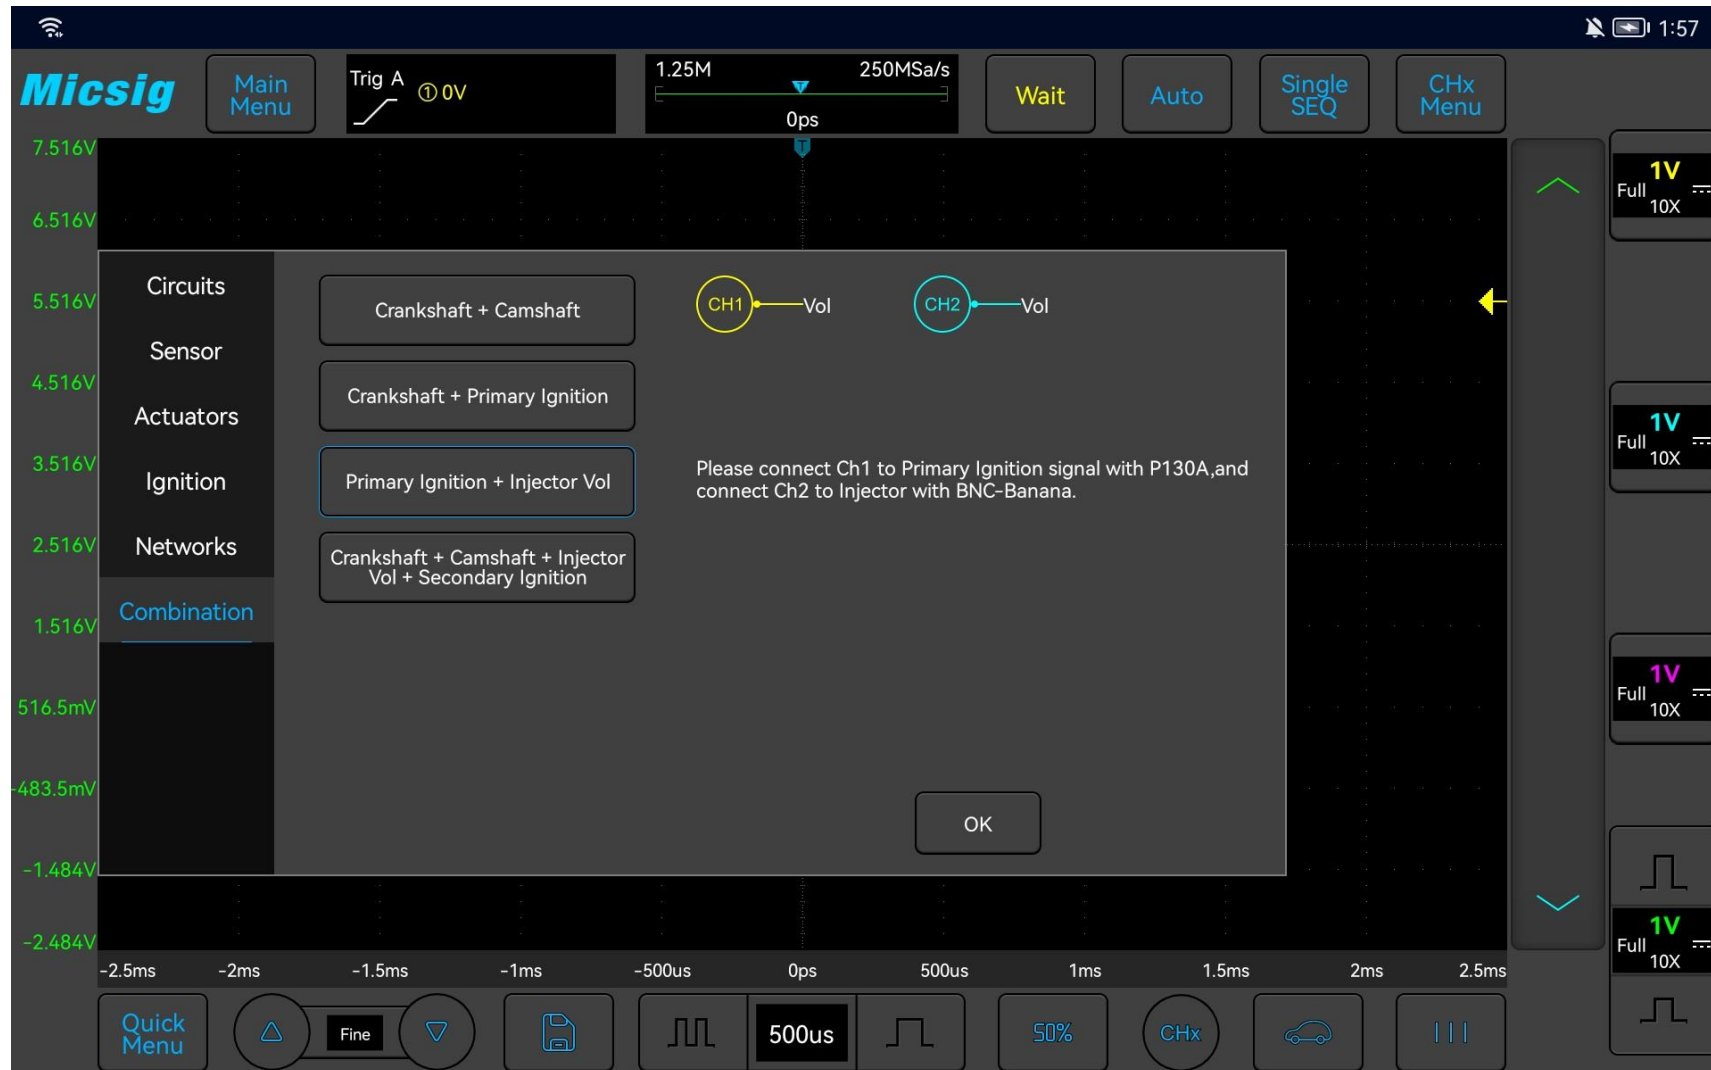 1:57
Micsig
Main
Menu
Trig A
① 0V
1.25M
250MSa/s
T
0ps
Wait
Auto
Single
SEQ
CHx
Menu
7.516V
6.516V
5.516V
4.516V
3.516V
2.516V
1.516V
516.5mV
-483.5mV
-1.484V
-2.484V
T
Circuits
Sensor
Actuators
Ignition
Networks
Combination
Crankshaft + Camshaft
Crankshaft + Primary Ignition
Primary Ignition + Injector Vol
Crankshaft + Camshaft + Injector
Vol + Secondary Ignition
CH1
Vol
CH2
Vol
Please connect Ch1 to Primary Ignition signal with P130A,and
connect Ch2 to Injector with BNC-Banana.
OK
1V
Full
10X
1V
Full
10X
1V
Full
10X
1V
Full
10X
-2.5ms
-2ms
-1.5ms
-1ms
-500us
0ps
500us
1ms
1.5ms
2ms
2.5ms
Quick
Menu
Fine
500us
50%
CHx